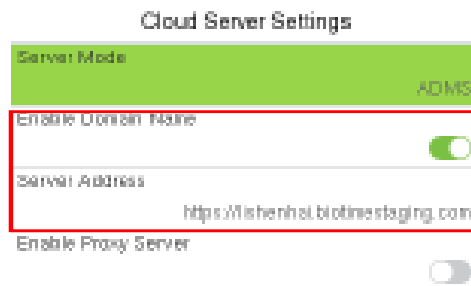 Cloud Server Settings
Server Mode
ADMS
Enable Domain Name
Server Address
https://lishenhai.biotimestaging.com
Enable Proxy Server